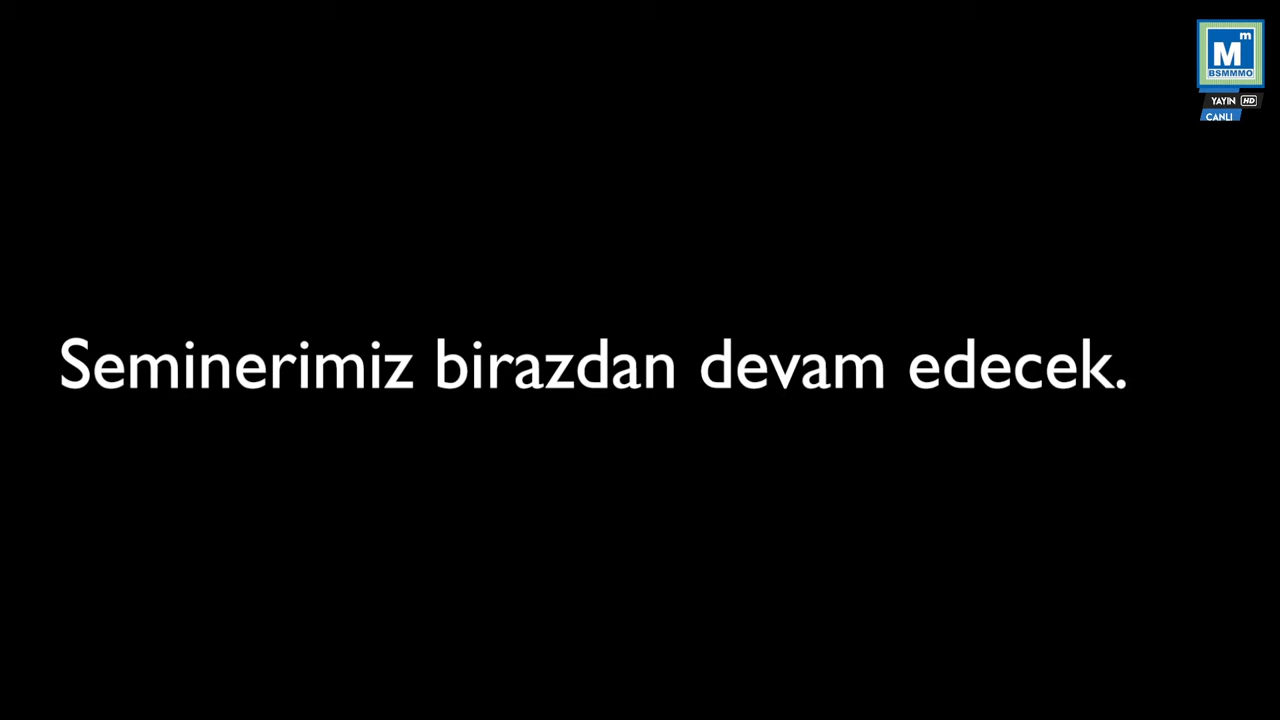 m
M
BSMMMO
YAYIN HD
CANLI
Seminerimiz birazdan devam edecek.